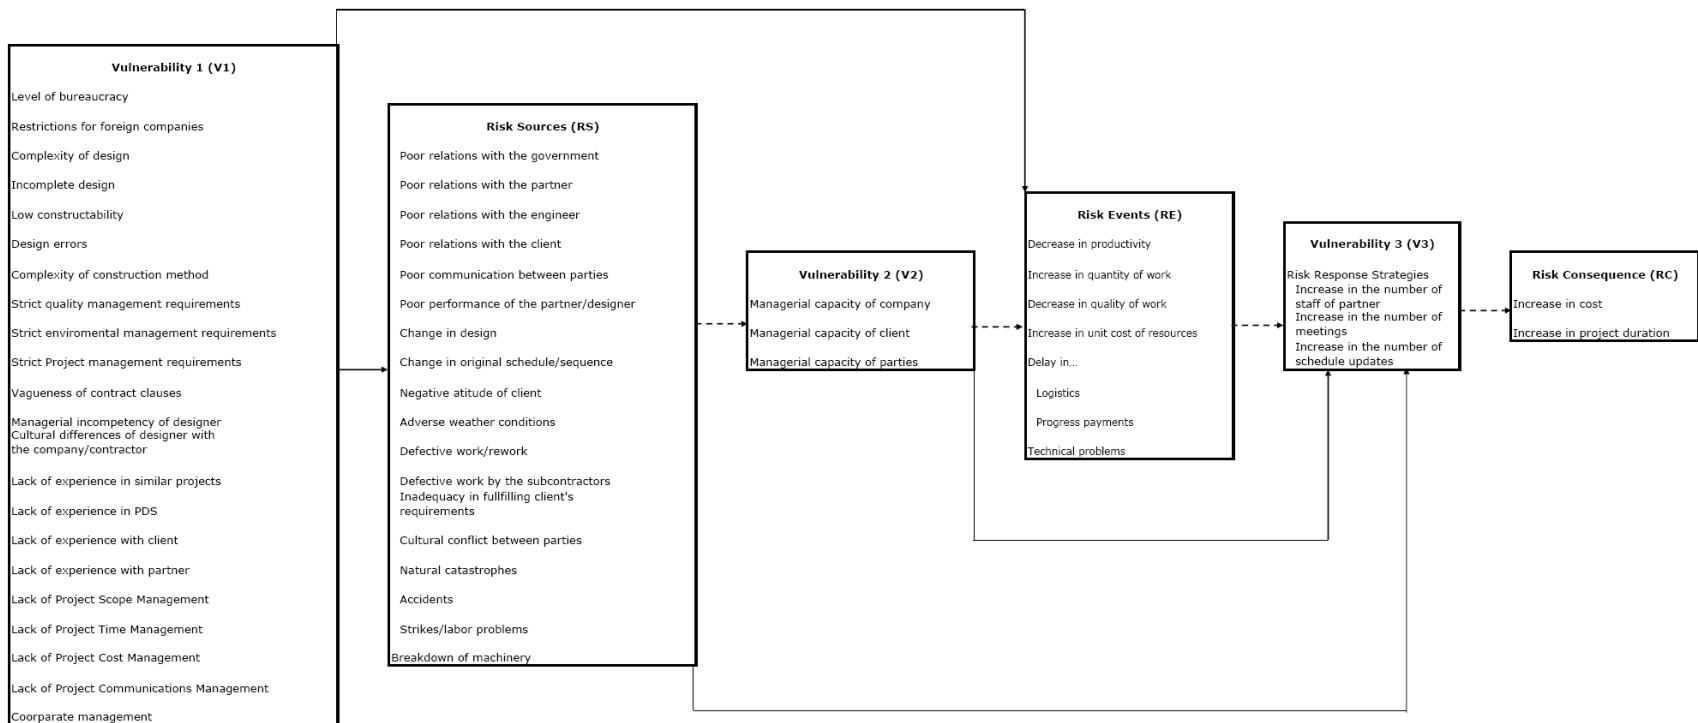 Vulnerability 1 (V1)
Level of bureaucracy
Restrictions for foreign companies
Complexity of design
Incomplete design
Low constructability
Design errors
Complexity of construction method
Strict quality management requirements
Strict enviromental management requirements
Strict Project management requirements
Vagueness of contract clauses
Managerial incompetency of designer
Cultural differences of designer with
the company/contractor
Lack of experience in similar projects
Lack of experience in PDS
Lack of experience with client
Lack of experience with partner
Lack of Project Scope Management
Lack of Project Time Management
Lack of Project Cost Management
Lack of Project Communications Management
Coorparate management
Risk Sources (RS)
Poor relations with the government
Poor relations with the partner
Poor relations with the engineer
Poor relations with the client
Poor communication between parties
Poor performance of the partner/designer
Change in design
Change in original schedule/sequence
Negative atitude of client
Adverse weather conditions
Defective work/rework
Defective work by the subcontractors
Inadequacy in fullfilling client's
requirements
Cultural conflict between parties
Natural catastrophes
Accidents
Strikes/labor problems
Breakdown of machinery
Vulnerability 2 (V2)
Managerial capacity of company
Managerial capacity of client
Managerial capacity of parties
Risk Events (RE)
Decrease in productivity
Increase in quantity of work
Decrease in quality of work
Increase in unit cost of resources
Delay in...
Logistics
Progress payments
Technical problems
Vulnerability 3 (V3)
Risk Response Strategies
Increase in the number of
staff of partner
Increase in the number of
meetings
Increase in the number of
schedule updates
Risk Consequence (RC)
Increase in cost
Increase in project duration